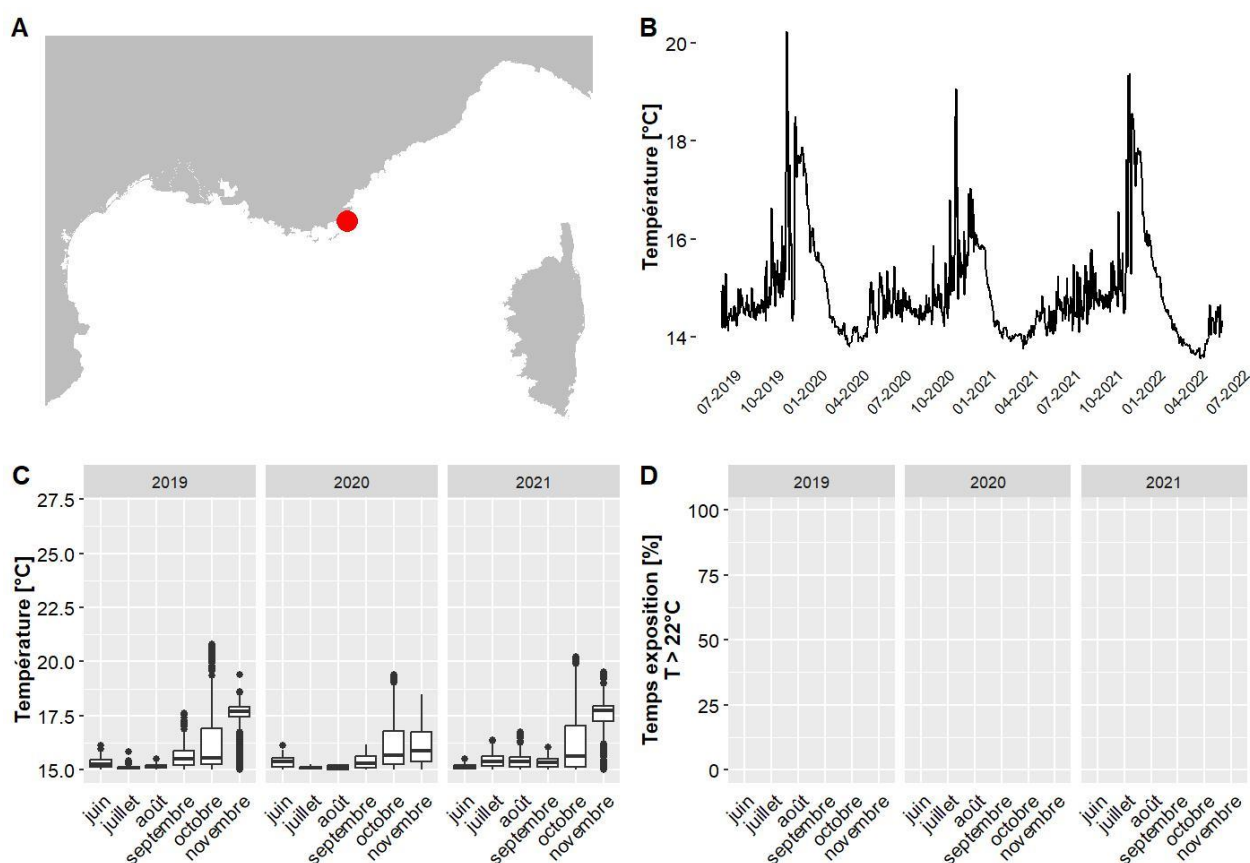 A
B
Température [°C]
20
18
16
14
07-2019
10-2019
01-2020
04-2020
07-2020
10-2020
01-2021
04-2021
07-2021
10-2021
01-2022
04-2022
07-2022
C
2019
2020
2021
Température [°C]
27.5
25.0
22.5
20.0
17.5
15.0
juin
juillet
août
septembre
octobre
novembre
juin
juillet
août
septembre
octobre
novembre
juin
juillet
août
septembre
octobre
novembre
D
2019
2020
2021
Temps exposition [%]
T > 22°C
100
75
50
25
0
juin
juillet
août
septembre
octobre
novembre
juin
juillet
août
septembre
octobre
novembre
juin
juillet
août
septembre
octobre
novembre